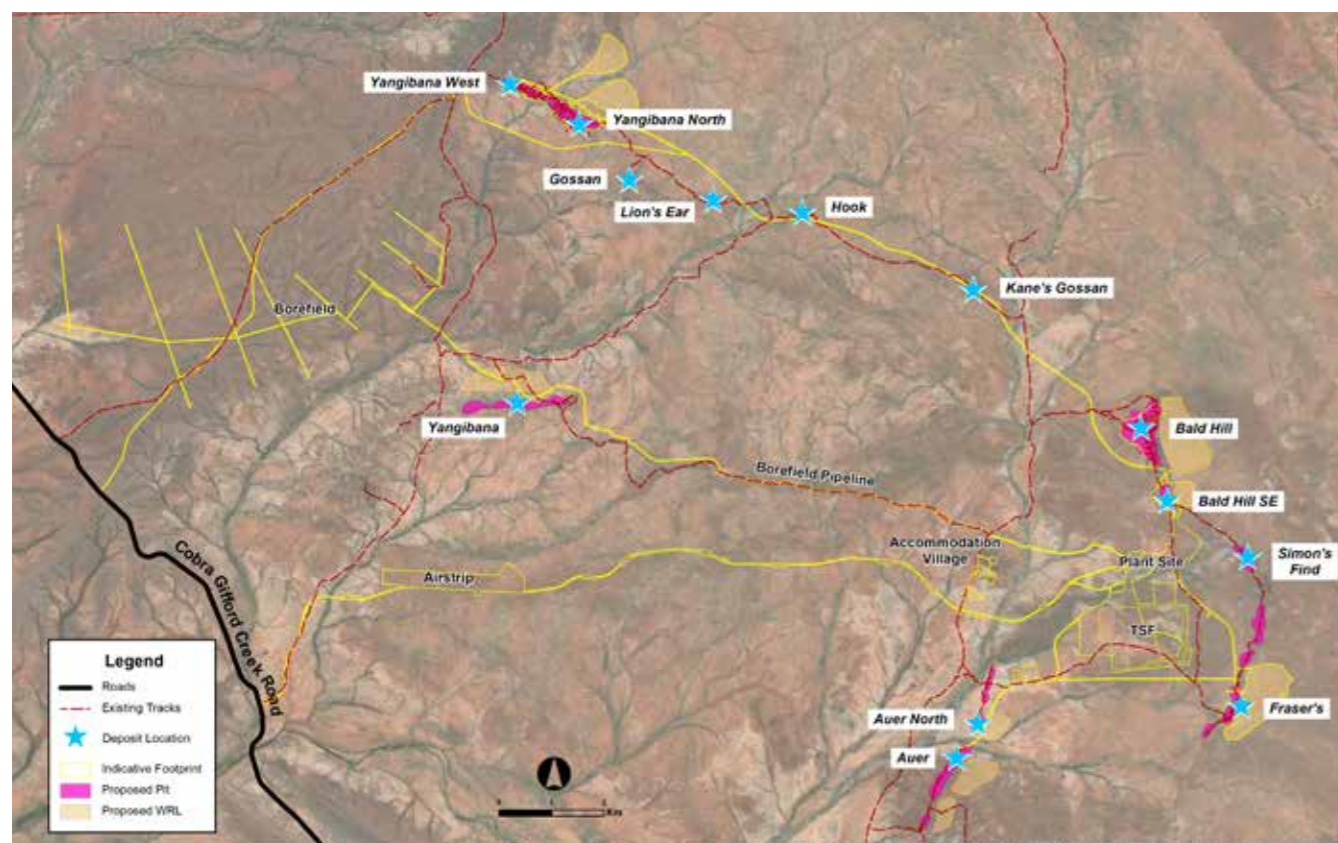 Yangibana West
Yangibana North
Gossan
Lion's Ear
Hook
Kane's Gossan
Borefield
Yangibana
Bald Hill
Borefield Pipeline
Bald Hill SE
Accommodation
Village
Plant Site
Simon's
Find
Airstrip
Cobra Gifford Creek Road
TSF
Fraser's
Auer North
Auer
Legend
Roads
Existing Tracks
Deposit Location
Indicative Footprint
Proposed Pit
Proposed WRL
0
Km